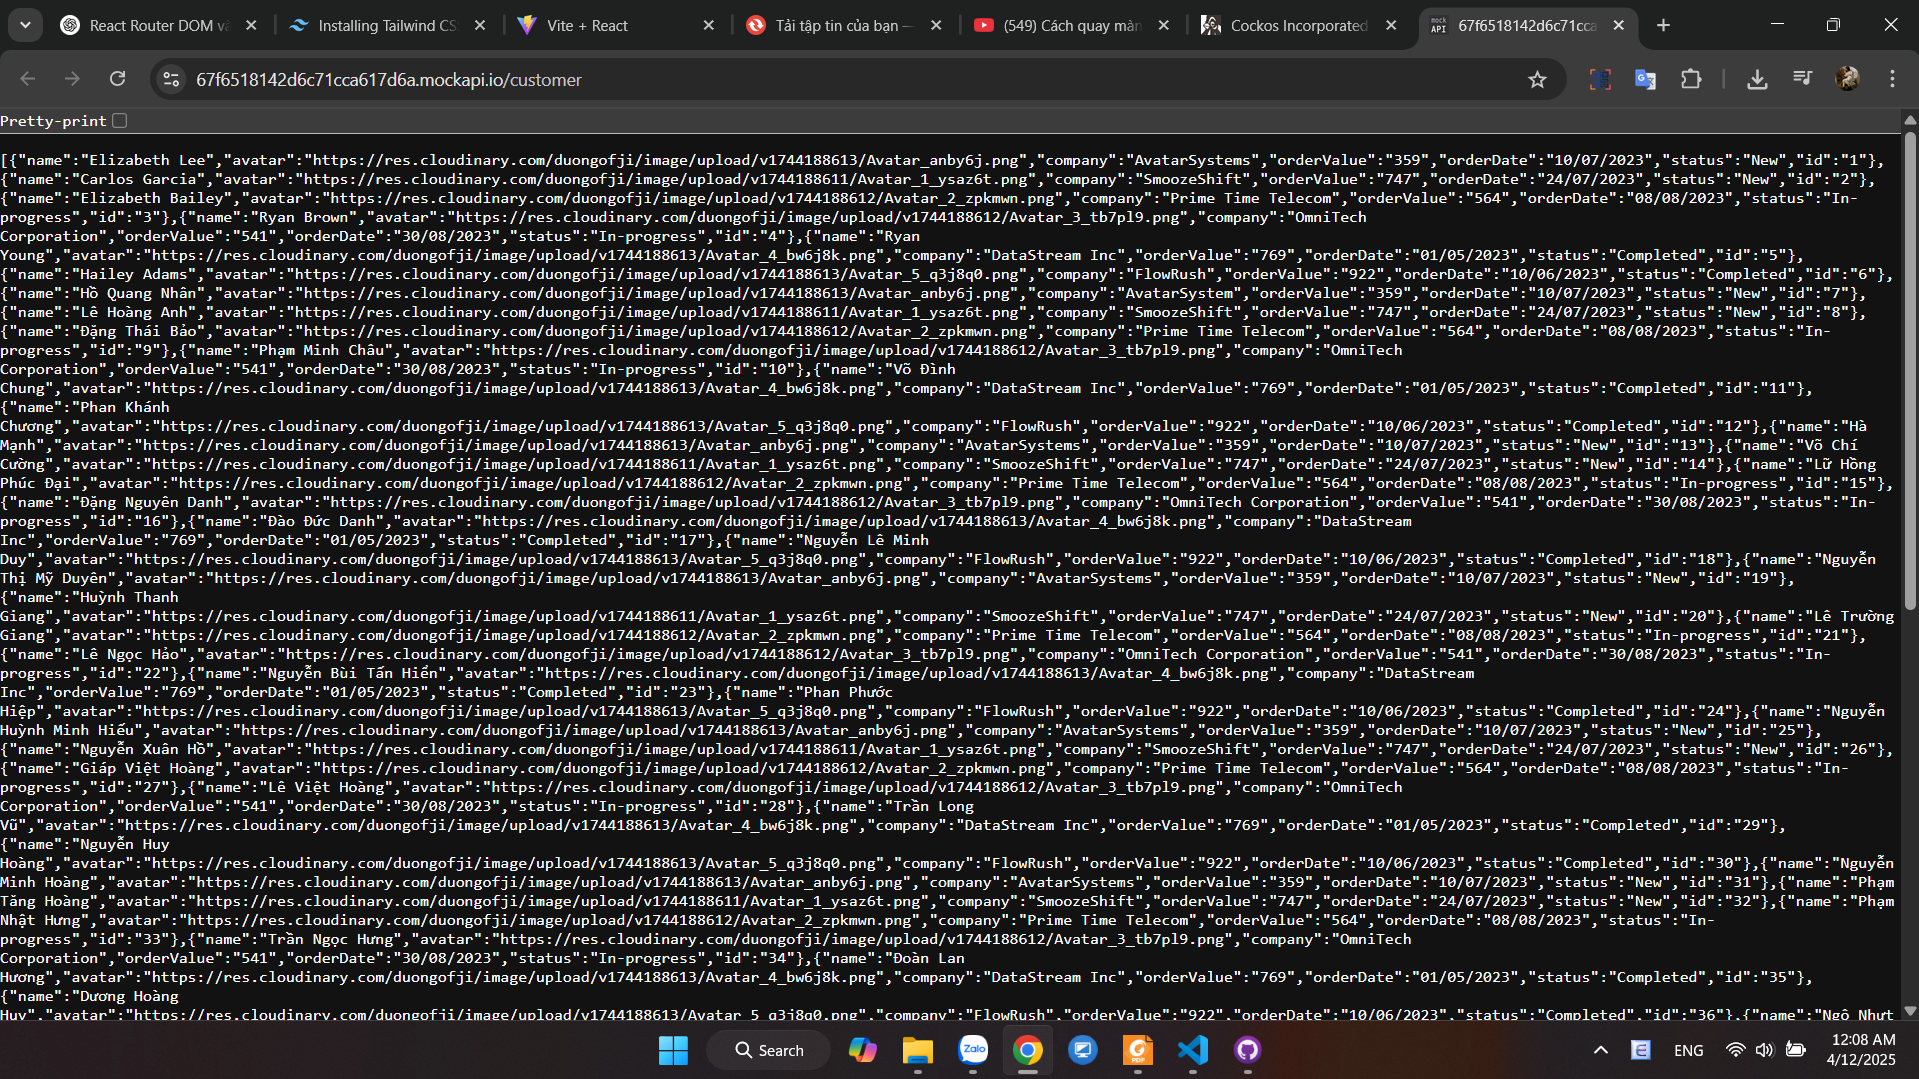 React Router DOM và
Installing Tailwind CS
Vite + React
Tải tập tin của bạn —
(549) Cách quay màn
Cockos Incorporated
mock API
67f6518142d6c71cca
67f6518142d6c71cca617d6a.mockapi.io/customer
Pretty-print
[{"name":"Elizabeth Lee","avatar":"https://res.cloudinary.com/duongofji/image/upload/v1744188613/Avatar_anby6j.png","company":"AvatarSystems","orderValue":"359","orderDate":"10/07/2023","status":"New","id":"1"},
{"name":"Carlos Garcia","avatar":"https://res.cloudinary.com/duongofji/image/upload/v1744188611/Avatar_1_ysaz6t.png","company":"SmoozeShift","orderValue":"747","orderDate":"24/07/2023","status":"New","id":"2"},
{"name":"Elizabeth Bailey","avatar":"https://res.cloudinary.com/duongofji/image/upload/v1744188612/Avatar_2_zpkmwn.png","company":"Prime Time Telecom","orderValue":"564","orderDate":"08/08/2023","status":"In-
progress","id":"3"},{"name":"Ryan Brown","avatar":"https://res.cloudinary.com/duongofji/image/upload/v1744188612/Avatar_3_tb7pl9.png","company":"OmniTech
Corporation","orderValue":"541","orderDate":"30/08/2023","status":"In-progress","id":"4"},{"name":"Ryan
Young","avatar":"https://res.cloudinary.com/duongofji/image/upload/v1744188613/Avatar_4_bw6j8k.png","company":"DataStream Inc","orderValue":"769","orderDate":"01/05/2023","status":"Completed","id":"5"},
{"name":"Hailey Adams","avatar":"https://res.cloudinary.com/duongofji/image/upload/v1744188613/Avatar_5_q3j8q0.png","company":"FlowRush","orderValue":"922","orderDate":"10/06/2023","status":"Completed","id":"6"},
{"name":"Hồ Quang Nhân","avatar":"https://res.cloudinary.com/duongofji/image/upload/v1744188613/Avatar_anby6j.png","company":"AvatarSystem","orderValue":"359","orderDate":"10/07/2023","status":"New","id":"7"},
{"name":"Lê Hoàng Anh","avatar":"https://res.cloudinary.com/duongofji/image/upload/v1744188611/Avatar_1_ysaz6t.png","company":"SmoozeShift","orderValue":"747","orderDate":"24/07/2023","status":"New","id":"8"},
{"name":"Đặng Thái Bảo","avatar":"https://res.cloudinary.com/duongofji/image/upload/v1744188612/Avatar_2_zpkmwn.png","company":"Prime Time Telecom","orderValue":"564","orderDate":"08/08/2023","status":"In-
progress","id":"9"},{"name":"Phạm Minh Châu","avatar":"https://res.cloudinary.com/duongofji/image/upload/v1744188612/Avatar_3_tb7pl9.png","company":"OmniTech
Corporation","orderValue":"541","orderDate":"30/08/2023","status":"In-progress","id":"10"},{"name":"Võ Đình
Chung","avatar":"https://res.cloudinary.com/duongofji/image/upload/v1744188613/Avatar_4_bw6j8k.png","company":"DataStream Inc","orderValue":"769","orderDate":"01/05/2023","status":"Completed","id":"11"},
{"name":"Phan Khánh
Chương","avatar":"https://res.cloudinary.com/duongofji/image/upload/v1744188613/Avatar_5_q3j8q0.png","company":"FlowRush","orderValue":"922","orderDate":"10/06/2023","status":"Completed","id":"12"},{"name":"Hà
Mạnh","avatar":"https://res.cloudinary.com/duongofji/image/upload/v1744188613/Avatar_anby6j.png","company":"AvatarSystems","orderValue":"359","orderDate":"10/07/2023","status":"New","id":"13"},{"name":"Võ Chí
Cường","avatar":"https://res.cloudinary.com/duongofji/image/upload/v1744188611/Avatar_1_ysaz6t.png","company":"SmoozeShift","orderValue":"747","orderDate":"24/07/2023","status":"New","id":"14"},{"name":"Lữ Hồng
Phúc Đại","avatar":"https://res.cloudinary.com/duongofji/image/upload/v1744188612/Avatar_2_zpkmwn.png","company":"Prime Time Telecom","orderValue":"564","orderDate":"08/08/2023","status":"In-progress","id":"15"},
{"name":"Đặng Nguyên Danh","avatar":"https://res.cloudinary.com/duongofji/image/upload/v1744188612/Avatar_3_tb7pl9.png","company":"OmniTech Corporation","orderValue":"541","orderDate":"30/08/2023","status":"In-
progress","id":"16"},{"name":"Đào Đức Danh","avatar":"https://res.cloudinary.com/duongofji/image/upload/v1744188613/Avatar_4_bw6j8k.png","company":"DataStream
Inc","orderValue":"769","orderDate":"01/05/2023","status":"Completed","id":"17"},{"name":"Nguyễn Lê Minh
Duy","avatar":"https://res.cloudinary.com/duongofji/image/upload/v1744188613/Avatar_5_q3j8q0.png","company":"FlowRush","orderValue":"922","orderDate":"10/06/2023","status":"Completed","id":"18"},{"name":"Nguyễn
Thị Mỹ Duyên","avatar":"https://res.cloudinary.com/duongofji/image/upload/v1744188613/Avatar_anby6j.png","company":"AvatarSystems","orderValue":"359","orderDate":"10/07/2023","status":"New","id":"19"},
{"name":"Huỳnh Thanh
Giang","avatar":"https://res.cloudinary.com/duongofji/image/upload/v1744188611/Avatar_1_ysaz6t.png","company":"SmoozeShift","orderValue":"747","orderDate":"24/07/2023","status":"New","id":"20"},{"name":"Lê Trường
Giang","avatar":"https://res.cloudinary.com/duongofji/image/upload/v1744188612/Avatar_2_zpkmwn.png","company":"Prime Time Telecom","orderValue":"564","orderDate":"08/08/2023","status":"In-progress","id":"21"},
{"name":"Lê Ngọc Hảo","avatar":"https://res.cloudinary.com/duongofji/image/upload/v1744188612/Avatar_3_tb7pl9.png","company":"OmniTech Corporation","orderValue":"541","orderDate":"30/08/2023","status":"In-
progress","id":"22"},{"name":"Nguyễn Bùi Tấn Hiển","avatar":"https://res.cloudinary.com/duongofji/image/upload/v1744188613/Avatar_4_bw6j8k.png","company":"DataStream
Inc","orderValue":"769","orderDate":"01/05/2023","status":"Completed","id":"23"},{"name":"Phan Phước
Hiệp","avatar":"https://res.cloudinary.com/duongofji/image/upload/v1744188613/Avatar_5_q3j8q0.png","company":"FlowRush","orderValue":"922","orderDate":"10/06/2023","status":"Completed","id":"24"},{"name":"Nguyễn
Huỳnh Minh Hiếu","avatar":"https://res.cloudinary.com/duongofji/image/upload/v1744188613/Avatar_anby6j.png","company":"AvatarSystems","orderValue":"359","orderDate":"10/07/2023","status":"New","id":"25"},
{"name":"Nguyễn Xuân Hồ","avatar":"https://res.cloudinary.com/duongofji/image/upload/v1744188611/Avatar_1_ysaz6t.png","company":"SmoozeShift","orderValue":"747","orderDate":"24/07/2023","status":"New","id":"26"},
{"name":"Giáp Việt Hoàng","avatar":"https://res.cloudinary.com/duongofji/image/upload/v1744188612/Avatar_2_zpkmwn.png","company":"Prime Time Telecom","orderValue":"564","orderDate":"08/08/2023","status":"In-
progress","id":"27"},{"name":"Lê Việt Hoàng","avatar":"https://res.cloudinary.com/duongofji/image/upload/v1744188612/Avatar_3_tb7pl9.png","company":"OmniTech
Corporation","orderValue":"541","orderDate":"30/08/2023","status":"In-progress","id":"28"},{"name":"Trần Long
Vũ","avatar":"https://res.cloudinary.com/duongofji/image/upload/v1744188613/Avatar_4_bw6j8k.png","company":"DataStream Inc","orderValue":"769","orderDate":"01/05/2023","status":"Completed","id":"29"},
{"name":"Nguyễn Huy
Hoàng","avatar":"https://res.cloudinary.com/duongofji/image/upload/v1744188613/Avatar_5_q3j8q0.png","company":"FlowRush","orderValue":"922","orderDate":"10/06/2023","status":"Completed","id":"30"},{"name":"Nguyễn
Minh Hoàng","avatar":"https://res.cloudinary.com/duongofji/image/upload/v1744188613/Avatar_anby6j.png","company":"AvatarSystems","orderValue":"359","orderDate":"10/07/2023","status":"New","id":"31"},{"name":"Phạm
Tăng Hoàng","avatar":"https://res.cloudinary.com/duongofji/image/upload/v1744188611/Avatar_1_ysaz6t.png","company":"SmoozeShift","orderValue":"747","orderDate":"24/07/2023","status":"New","id":"32"},{"name":"Phạm
Nhật Hưng","avatar":"https://res.cloudinary.com/duongofji/image/upload/v1744188612/Avatar_2_zpkmwn.png","company":"Prime Time Telecom","orderValue":"564","orderDate":"08/08/2023","status":"In-
progress","id":"33"},{"name":"Trần Ngọc Hưng","avatar":"https://res.cloudinary.com/duongofji/image/upload/v1744188612/Avatar_3_tb7pl9.png","company":"OmniTech
Corporation","orderValue":"541","orderDate":"30/08/2023","status":"In-progress","id":"34"},{"name":"Đoàn Lan
Hương","avatar":"https://res.cloudinary.com/duongofji/image/upload/v1744188613/Avatar_4_bw6j8k.png","company":"DataStream Inc","orderValue":"769","orderDate":"01/05/2023","status":"Completed","id":"35"},
{"name":"Dương Hoàng
Huy","avatar":"https://res.cloudinary.com/duongofji/image/upload/v1744188613/Avatar_5_q3j8q0.png","company":"FlowRush","orderValue":"922","orderDate":"10/06/2023","status":"Completed","id":"36"},{"name":"Ngô Nhựt
Search
Zalo
PDF
ENG
12:08 AM
4/12/2025